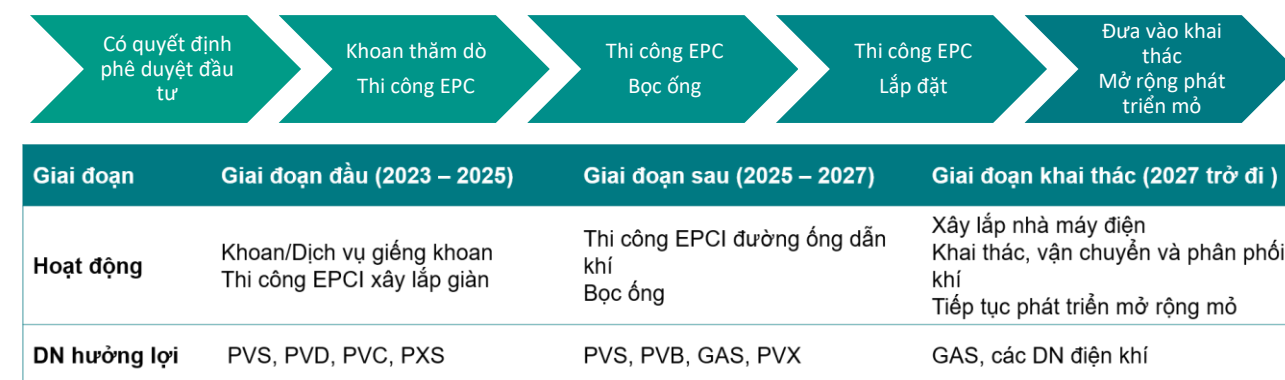 Có quyết định
phê duyệt đầu
tư
Khoan thăm dò
Thi công EPC
Thi công EPC
Bọc ống
Thi công EPC
Lắp đặt
Đưa vào khai
thác
Mở rộng phát
triển mỏ
Giai đoạn
Giai đoạn đầu (2023 – 2025)
Giai đoạn sau (2025 – 2027)
Giai đoạn khai thác (2027 trở đi )
Hoạt động
Khoan/Dịch vụ giếng khoan
Thi công EPCI xây lắp giàn
Thi công EPCI đường ống dẫn
khí
Bọc ống
Xây lắp nhà máy điện
Khai thác, vận chuyển và phân phối
khí
Tiếp tục phát triển mở rộng mỏ
DN hưởng lợi
PVS, PVD, PVC, PXS
PVS, PVB, GAS, PVX
GAS, các DN điện khí